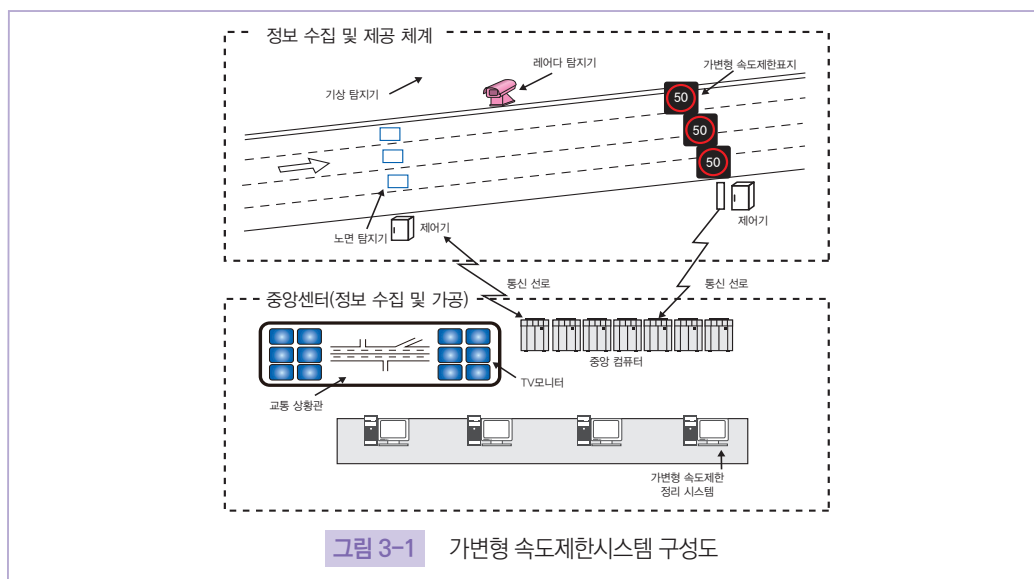 정보 수집 및 제공 체계
레어다 탐지기
가변형 속도제한표지
기상 탐지기
50
50
50
노면 탐지기
제어기
제어기
통신 선로
통신 선로
중앙센터(정보 수집 및 가공)
중앙 컴퓨터
TV모니터
교통 상황관
가변형 속도제한
정리 시스템
그림 3-1 가변형 속도제한시스템 구성도